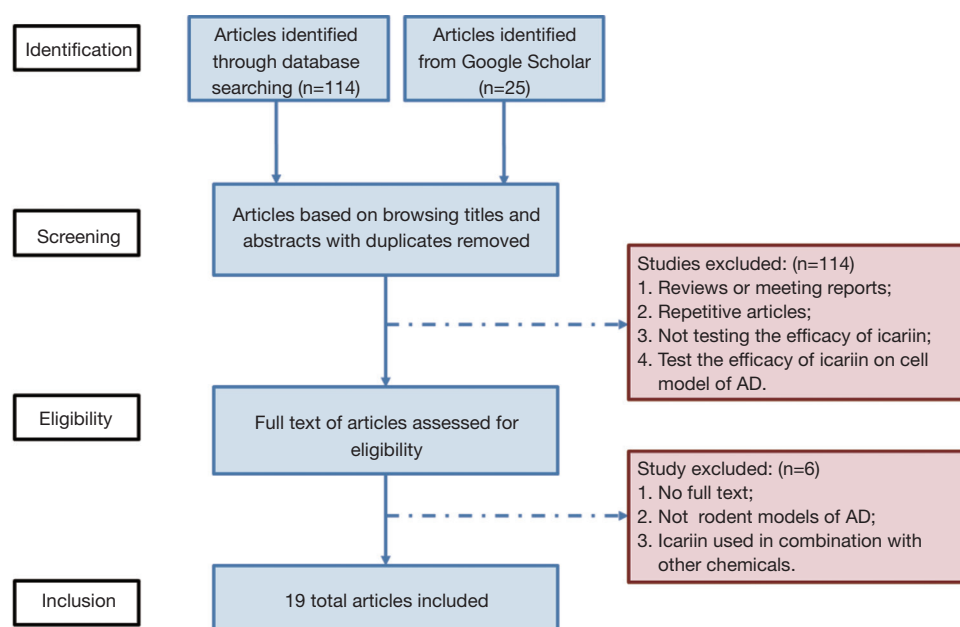 Identification
Articles identified
through database
searching (n=114)
Articles identified
from Google Scholar
(n=25)
Screening
Articles based on browsing titles and
abstracts with duplicates removed
Studies excluded: (n=114)
1. Reviews or meeting reports;
2. Repetitive articles;
3. Not testing the efficacy of icariin;
4. Test the efficacy of icariin on cell
model of AD.
Eligibility
Full text of articles assessed for
eligibility
Study excluded: (n=6)
1. No full text;
2. Not rodent models of AD;
3. Icariin used in combination with
other chemicals.
Inclusion
19 total articles included